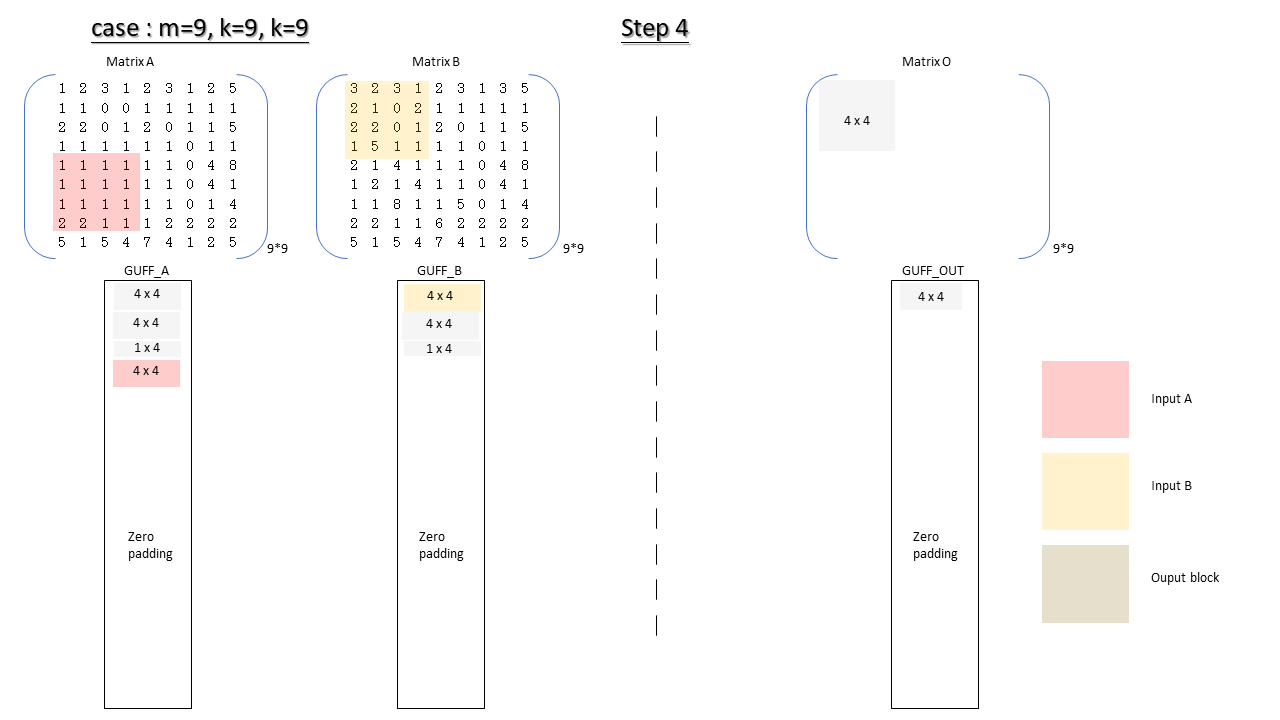 case : m=9, k=9, k=9
Step 4
Matrix A
1 2 3 1 2 3 1 2 5
1 1 0 0 1 1 1 1 1
2 2 0 1 2 0 1 1 5
1 1 1 1 1 1 0 1 1
1 1 1 1 1 1 0 4 8
1 1 1 1 1 1 0 4 1
1 1 1 1 1 1 0 1 4
2 2 1 1 1 2 2 2 2
5 1 5 4 7 4 1 2 5
9*9
Matrix B
3 2 3 1 2 3 1 3 5
2 1 0 2 1 1 1 1 1
2 2 0 1 2 0 1 1 5
1 5 1 1 1 1 0 1 1
2 1 4 1 1 1 0 4 8
1 2 1 4 1 1 0 4 1
1 1 8 1 1 5 0 1 4
2 2 1 1 6 2 2 2 2
5 1 5 4 7 4 1 2 5
9*9
Matrix O
4 x 4
9*9
GUFF_A
4 x 4
4 x 4
1 x 4
4 x 4
Zero
padding
GUFF_B
4 x 4
4 x 4
1 x 4
Zero
padding
GUFF_OUT
4 x 4
Zero
padding
Input A
Input B
Ouput block